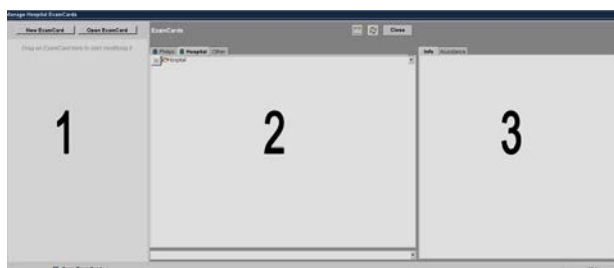 Manage Hospital ExamCards
New ExamCard Open ExamCard
ExamCards
Close
Drag an ExamCard here to start modifying it
Philips Hospital Other
Info Assistance
Hospital
1 2 3